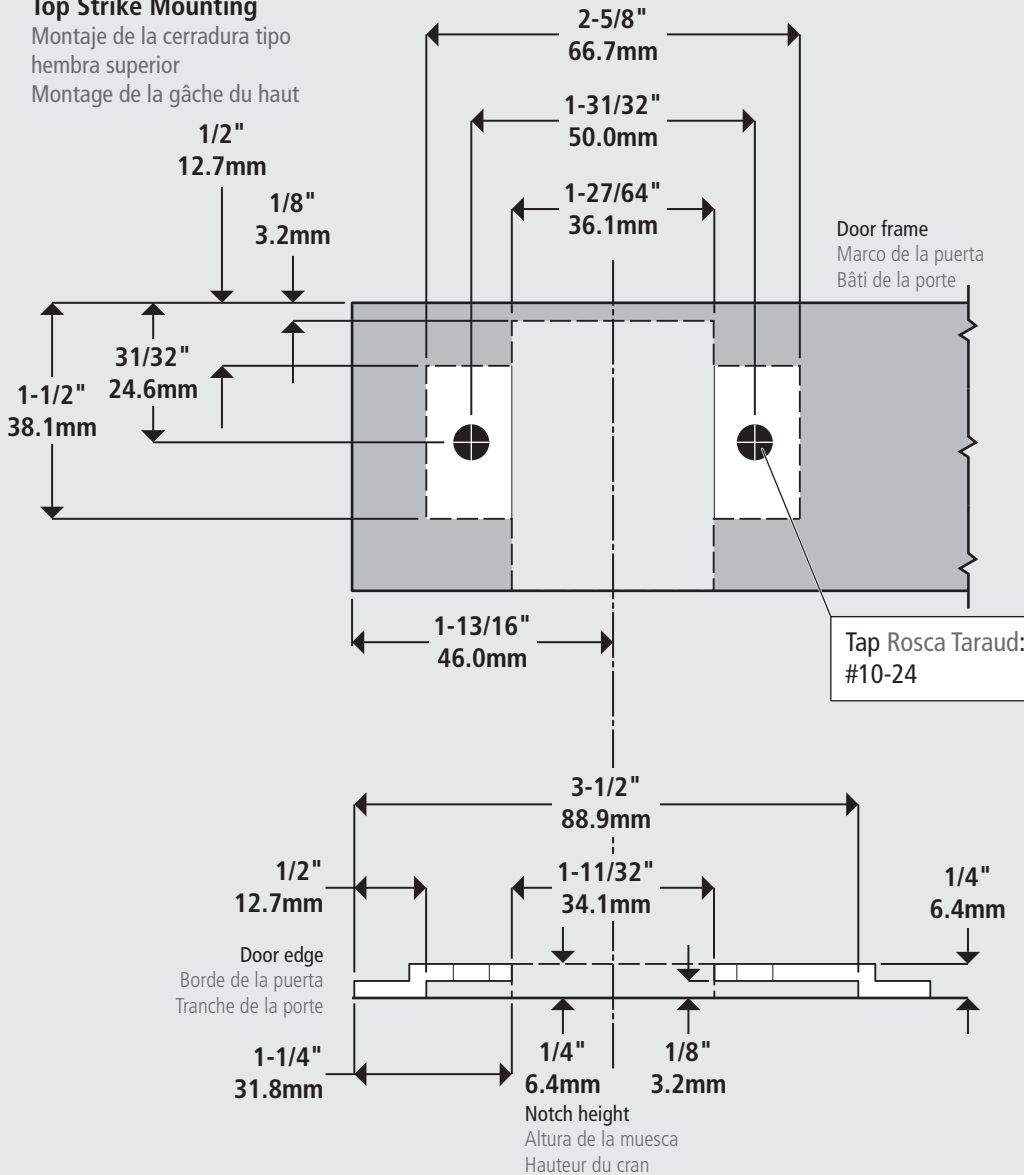 Top Strike Mounting
Montaje de la cerradura tipo
hembra superior
Montage de la gâche du haut
2-5/8"
66.7mm
1-31/32"
50.0mm
1/2"
12.7mm
1/8"
3.2mm
1-27/64"
36.1mm
Door frame
Marco de la puerta
Bâti de la porte
31/32"
24.6mm
1-1/2"
38.1mm
1-13/16"
46.0mm
Tap Rosca Taraud:
#10-24
3-1/2"
88.9mm
1/2"
12.7mm
1-11/32"
34.1mm
1/4"
6.4mm
Door edge
Borde de la puerta
Tranche de la porte
1-1/4"
31.8mm
1/4"
6.4mm
1/8"
3.2mm
Notch height
Altura de la muesca
Hauteur du cran